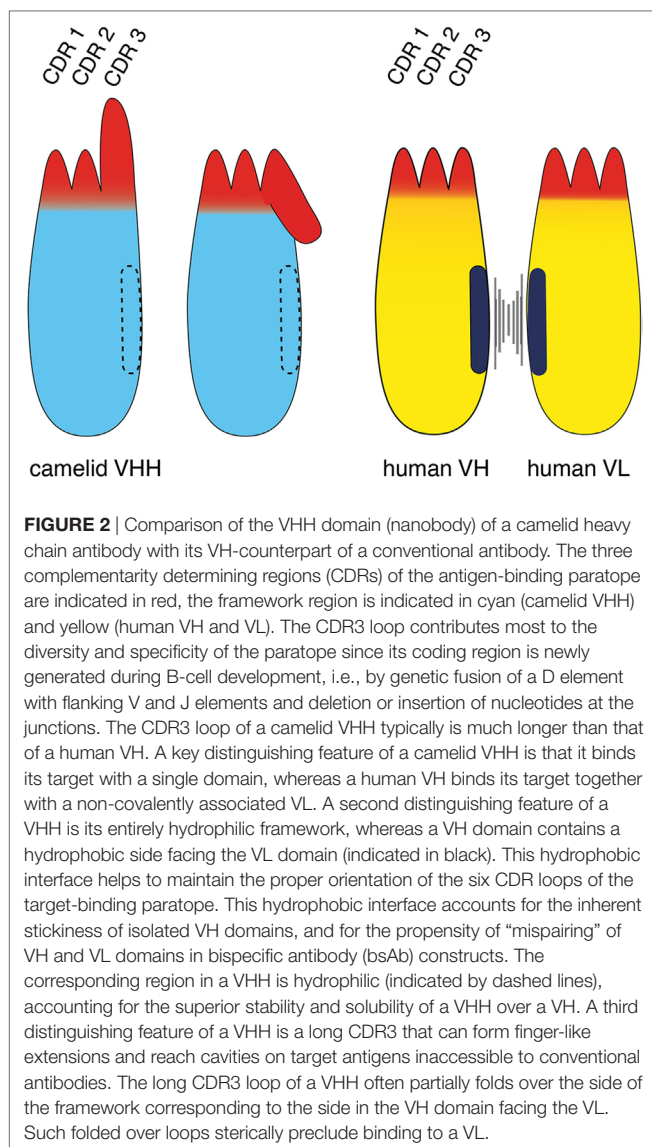 CDR 1
CDR 2
CDR 3
CDR 1
CDR 2
CDR 3
camelid VHH
human VH
human VL
FIGURE 2 | Comparison of the VHH domain (nanobody) of a camelid heavy
chain antibody with its VH-counterpart of a conventional antibody. The three
complementarity determining regions (CDRs) of the antigen-binding paratope
are indicated in red, the framework region is indicated in cyan (camelid VHH)
and yellow (human VH and VL). The CDR3 loop contributes most to the
diversity and specificity of the paratope since its coding region is newly
generated during B-cell development, i.e., by genetic fusion of a D element
with flanking V and J elements and deletion or insertion of nucleotides at the
junctions. The CDR3 loop of a camelid VHH typically is much longer than that
of a human VH. A key distinguishing feature of a camelid VHH is that it binds
its target with a single domain, whereas a human VH binds its target together
with a non-covalently associated VL. A second distinguishing feature of a
VHH is its entirely hydrophilic framework, whereas a VH domain contains a
hydrophobic side facing the VL domain (indicated in black). This hydrophobic
interface helps to maintain the proper orientation of the six CDR loops of the
target-binding paratope. This hydrophobic interface accounts for the inherent
stickiness of isolated VH domains, and for the propensity of “mispairing” of
VH and VL domains in bispecific antibody (bsAb) constructs. The
corresponding region in a VHH is hydrophilic (indicated by dashed lines),
accounting for the superior stability and solubility of a VHH over a VH. A third
distinguishing feature of a VHH is a long CDR3 that can form finger-like
extensions and reach cavities on target antigens inaccessible to conventional
antibodies. The long CDR3 loop of a VHH often partially folds over the side of
the framework corresponding to the side in the VH domain facing the VL.
Such folded over loops sterically preclude binding to a VL.